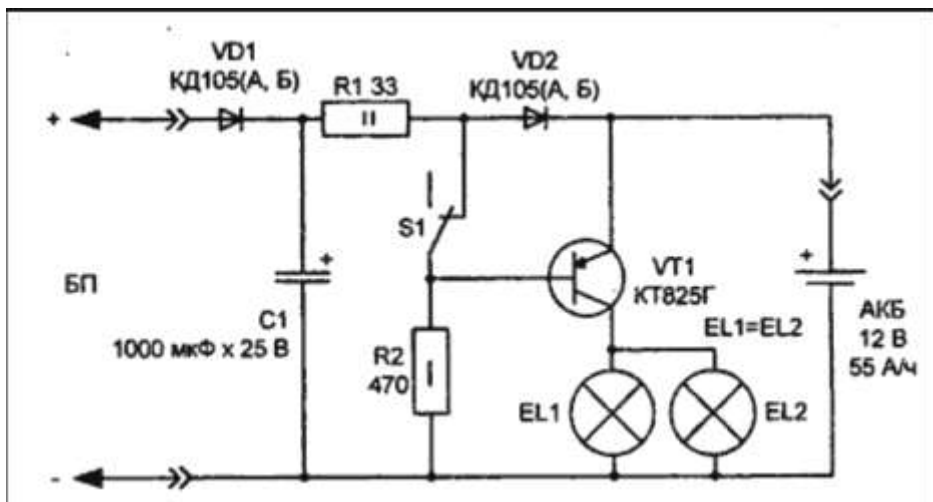 VD1
КД105(А, Б)
R1 33
VD2
КД105(А, Б)
+
S1
+
БП
C1
1000 мкФ x 25 В
R2
470
VT1
КТ825Г
EL1=EL2
EL1
EL2
+
АКБ
12 В
55 А/ч
-